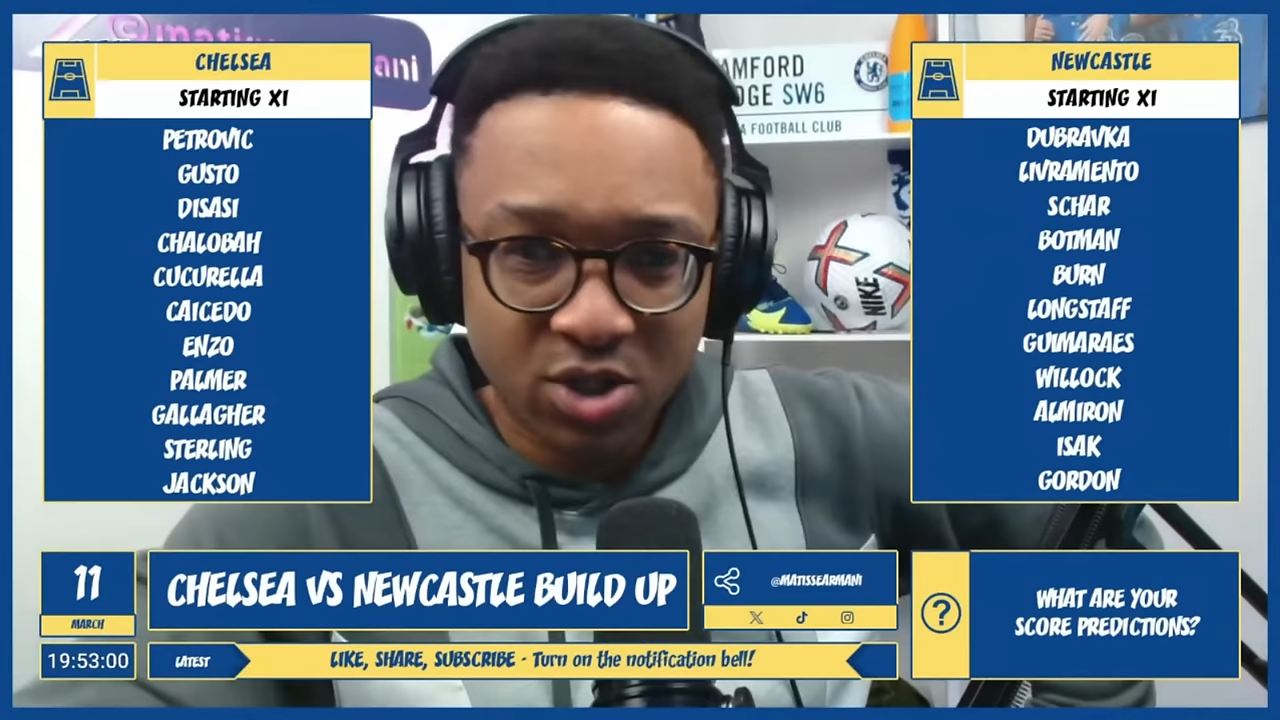 ani
CHELSEA
STARTING XI
PETROVIC
GUSTO
DISASI
CHALOBAH
CUCURELLA
CAICEDO
ENZO
PALMER
GALLAGHER
STERLING
JACKSON
AMFORD
DGE SW6
A FOOTBALL CLUB
NIKE
NEWCASTLE
STARTING XI
DUBRAVKA
LIVRAMENTO
SCHAR
BOTMAN
BURN
LONGSTAFF
GUIMARAES
WILLOCK
ALMIRON
ISAK
GORDON
11
MARCH
19:53:00
CHELSEA VS NEWCASTLE BUILD UP
@MATISSEARMANI
LATEST
LIKE, SHARE, SUBSCRIBE - Turn on the notification bell!
WHAT ARE YOUR
SCORE PREDICTIONS?